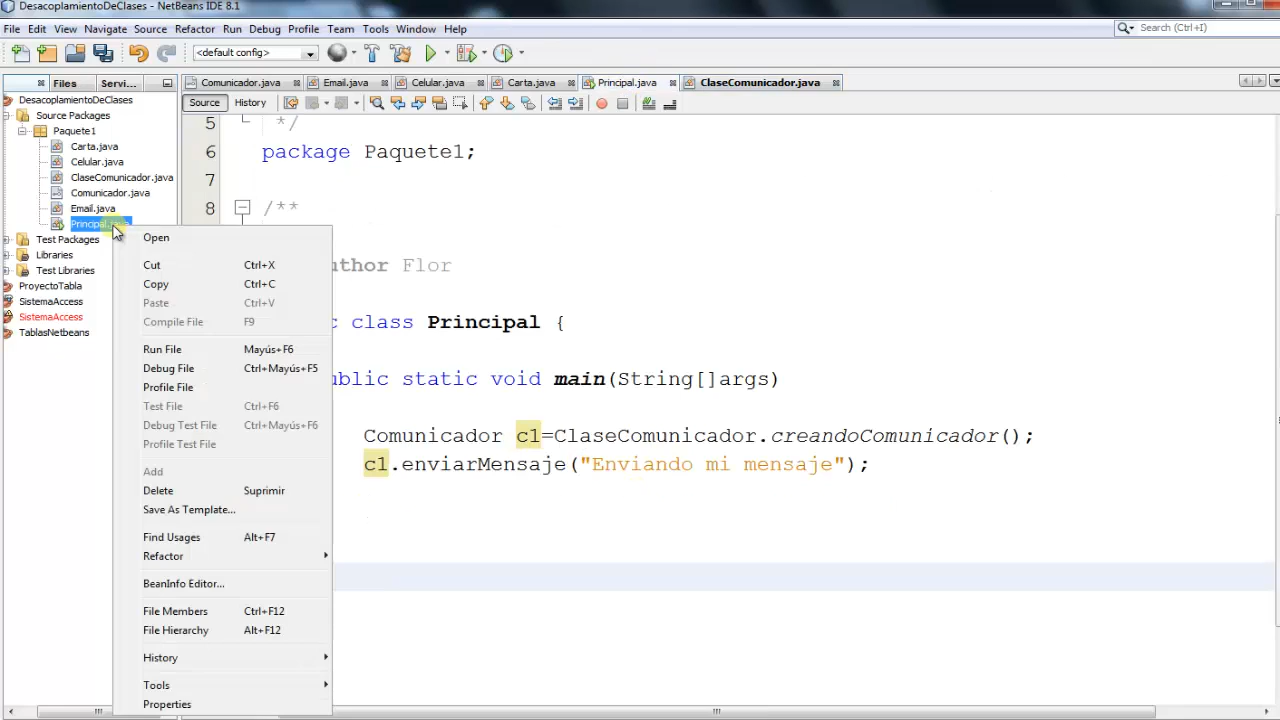 DesacoplamientoDeClases - NetBeans IDE 8.1
File Edit View Navigate Source Refactor Run Debug Profile Team Tools Window Help
Search (Ctrl+I)
<default config>
Files Servi...
Comunicador.java Email.java Celular.java Carta.java Principal.java ClaseComunicador.java
Source History
DesacoplamientoDeClases
Source Packages
Paquete1
Carta.java
Celular.java
ClaseComunicador.java
Comunicador.java
Email.java
Principal.java
Test Packages
Libraries
Test Libraries
ProyectoTabla
SistemaAccess
SistemaAccess
TablasNetbeans
Open
Cut Ctrl+X
Copy Ctrl+C
Paste Ctrl+V
Compile File F9
Run File Mayús+F6
Debug File Ctrl+Mayús+F5
Profile File
Test File Ctrl+F6
Debug Test File Ctrl+Mayús+F6
Profile Test File
Add
Delete Suprimir
Save As Template...
Find Usages Alt+F7
Refactor
BeanInfo Editor...
File Members Ctrl+F12
File Hierarchy Alt+F12
History
Tools
Properties
5 */
6 package Paquete1;
7
8 /**
uthor Flor
c class Principal {
ublic static void main(String[]args)
Comunicador c1=ClaseComunicador.creandoComunicador();
c1.enviarMensaje("Enviando mi mensaje");